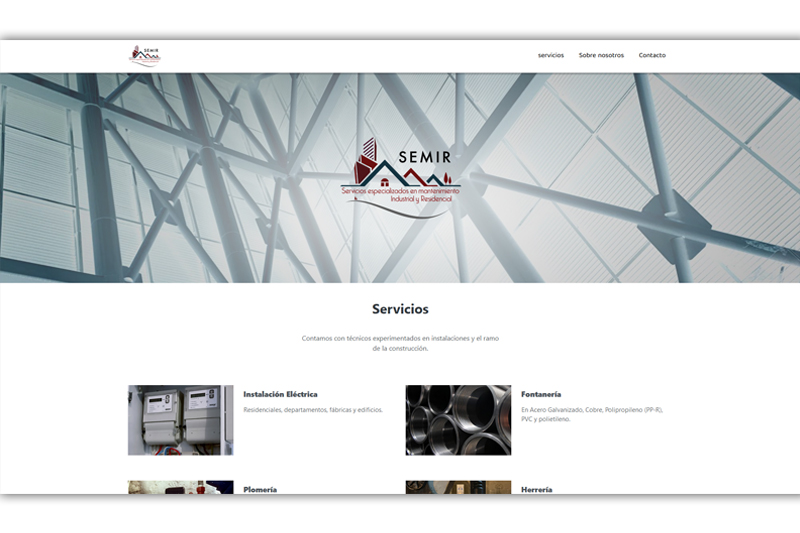 SEMIR
servicios
Sobre nosotros
Contacto
SEMIR
Servicios especializados en mantenimiento
Industrial y Residencial
Servicios
Contamos con técnicos experimentados en instalaciones y el ramo
de la construcción.
Instalación Eléctrica
Residenciales, departamentos, fábricas y edificios.
Fontanería
En Acero Galvanizado, Cobre, Polipropileno (PP-R),
PVC y polietileno.
Plomería
Herrería